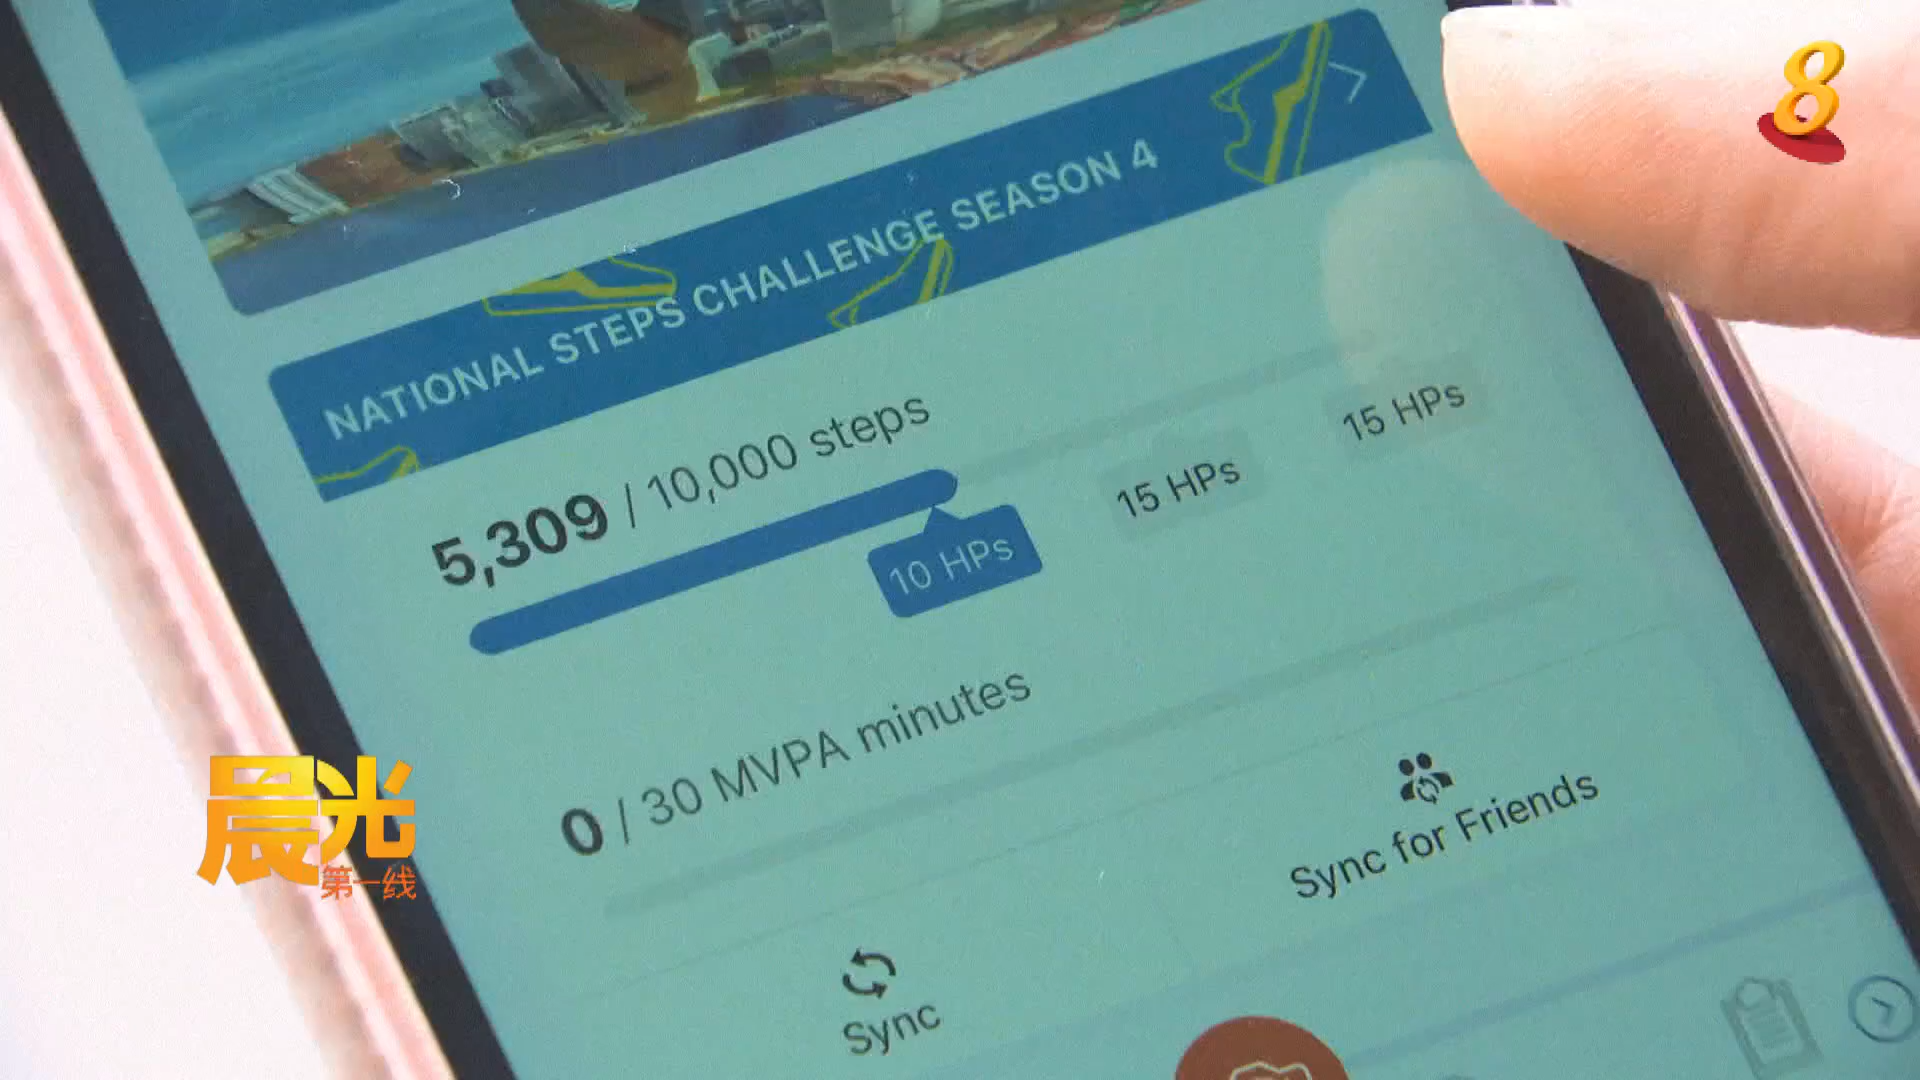 8
NATIONAL STEPS CHALLENGE SEASON 4
5,309 / 10,000 steps
10 HPs
15 HPs
15 HPs
0 / 30 MVPA minutes
Sync
Sync for Friends
晨光
第一线